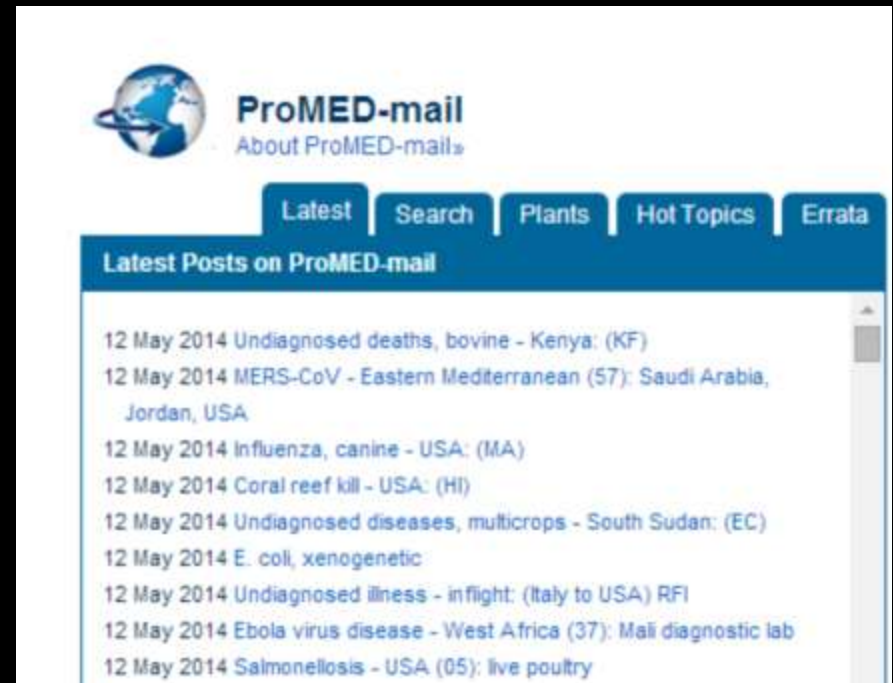 ProMED-mail
About ProMED-mail»
Latest Search Plants Hot Topics Errata
Latest Posts on ProMED-mail
12 May 2014 Undiagnosed deaths, bovine - Kenya: (KF)
12 May 2014 MERS-CoV - Eastern Mediterranean (57): Saudi Arabia,
Jordan, USA
12 May 2014 Influenza, canine - USA: (MA)
12 May 2014 Coral reef kill - USA: (HI)
12 May 2014 Undiagnosed diseases, multicrops - South Sudan: (EC)
12 May 2014 E. coli, xenogenetic
12 May 2014 Undiagnosed illness - inflight: (Italy to USA) RFI
12 May 2014 Ebola virus disease - West Africa (37): Mali diagnostic lab
12 May 2014 Salmonellosis - USA (05): live poultry